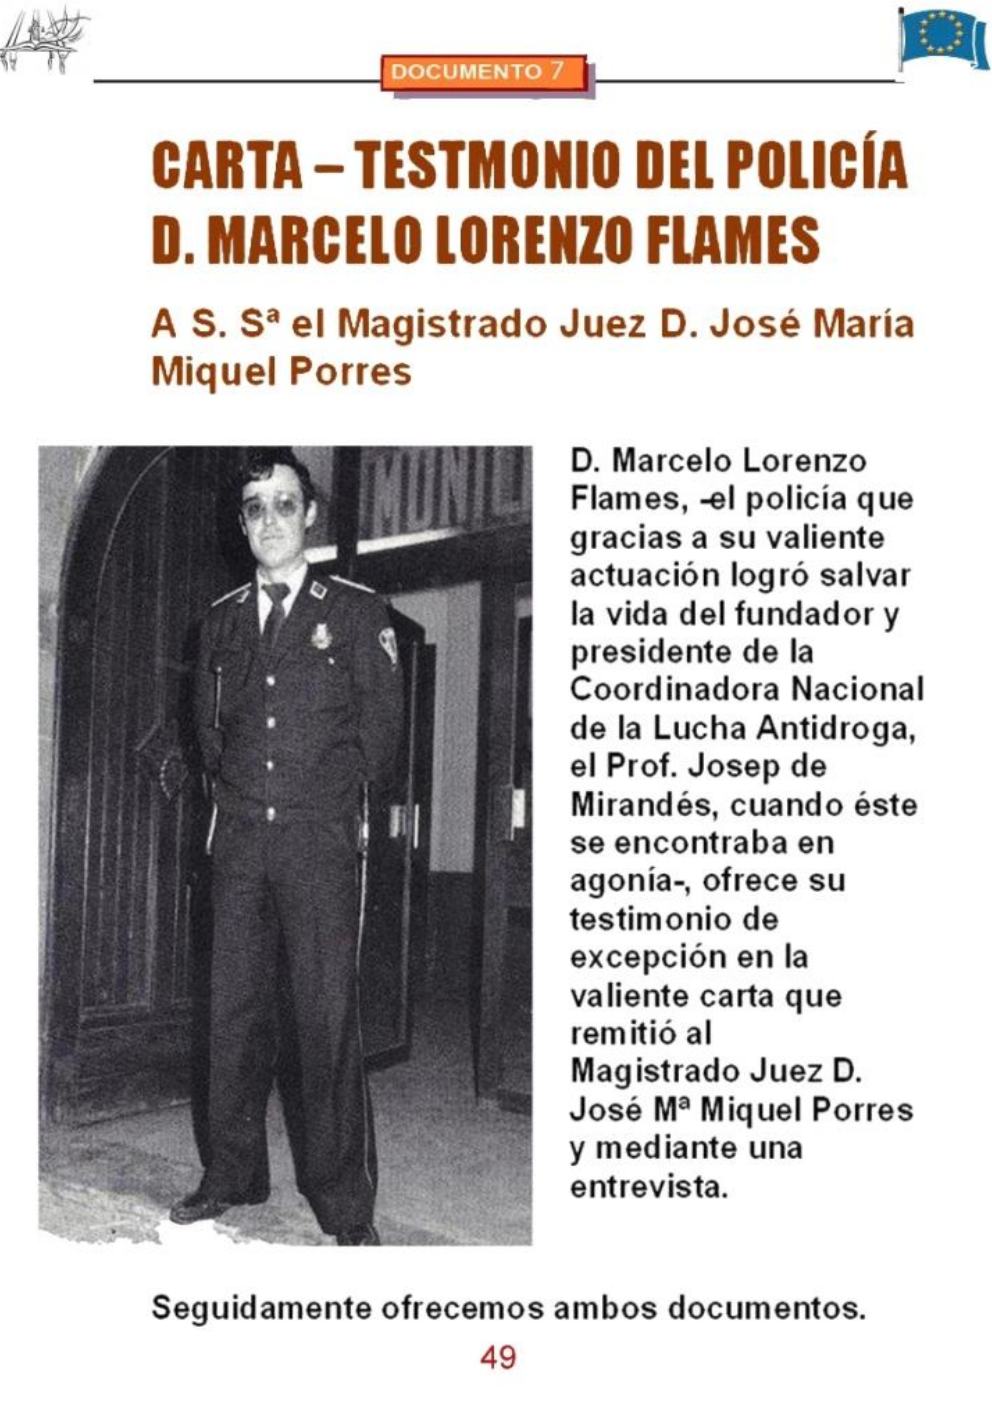 DOCUMENTO 7
CARTA – TESTMONIO DEL POLICÍA
D. MARCELO LORENZO FLAMES
A S. Sª el Magistrado Juez D. José María
Miquel Porres
MUNI
D. Marcelo Lorenzo
Flames, -el policía que
gracias a su valiente
actuación logró salvar
la vida del fundador y
presidente de la
Coordinadora Nacional
de la Lucha Antidroga,
el Prof. Josep de
Mirandés, cuando éste
se encontraba en
agonía-, ofrece su
testimonio de
excepción en la
valiente carta que
remitió al
Magistrado Juez D.
José Mª Miquel Porres
y mediante una
entrevista.
Seguidamente ofrecemos ambos documentos.
49